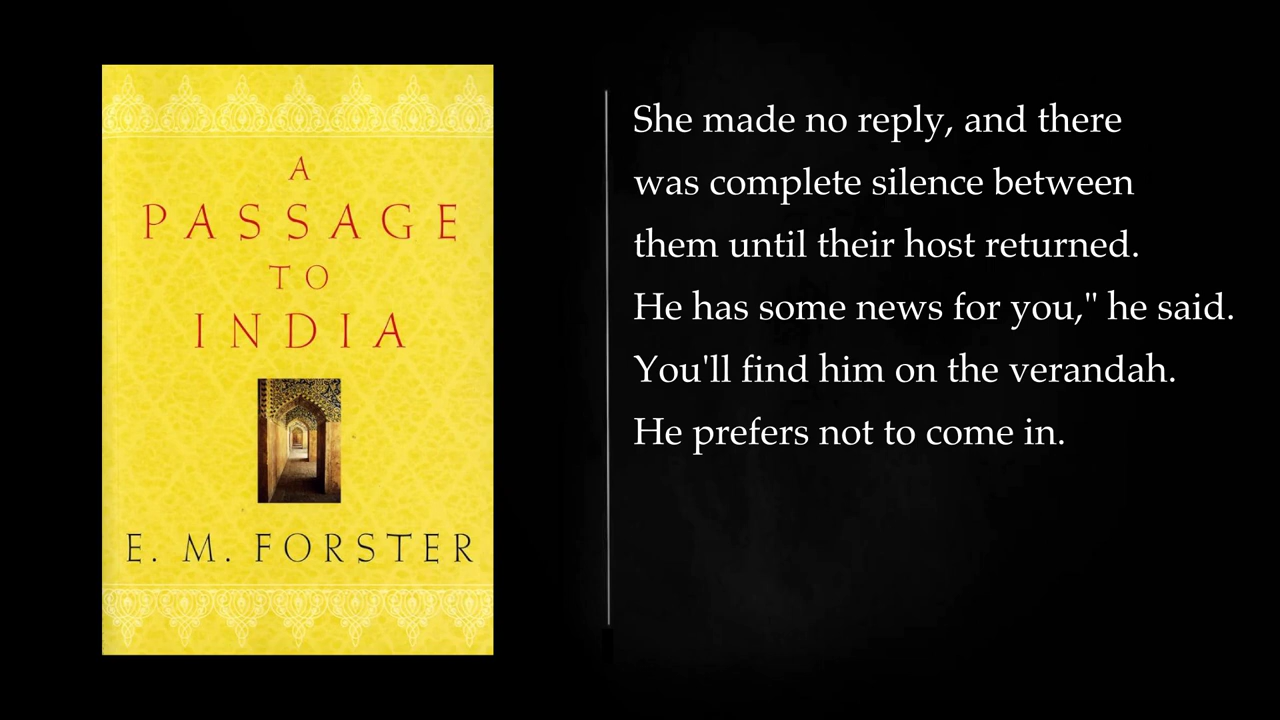 A
PASSAGE
TO
INDIA
E. M. FORSTER
She made no reply, and there
was complete silence between
them until their host returned.
He has some news for you," he said.
You'll find him on the verandah.
He prefers not to come in.